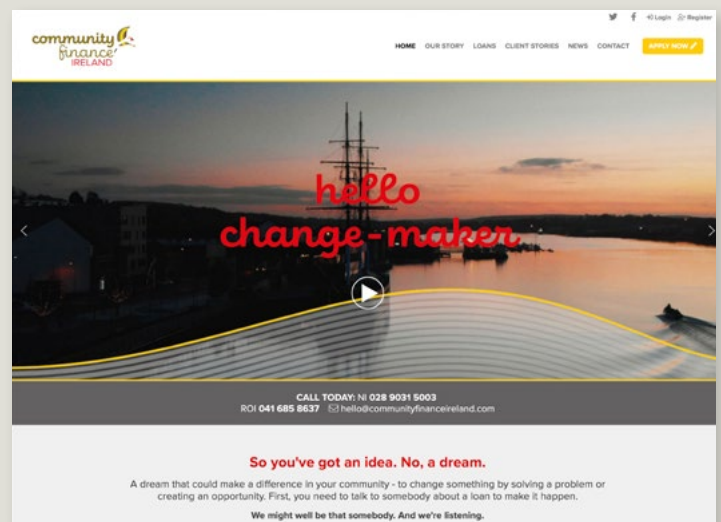 Login Register
community
finance
IRELAND
HOME OUR STORY LOANS CLIENT STORIES NEWS CONTACT APPLY NOW
hello
change-maker
CALL TODAY: NI 028 9031 5003
ROI 041 685 8637 hello@communityfinanceireland.com
So you've got an idea. No, a dream.
A dream that could make a difference in your community - to change something by solving a problem or
creating an opportunity. First, you need to talk to somebody about a loan to make it happen.
We might well be that somebody. And we're listening.